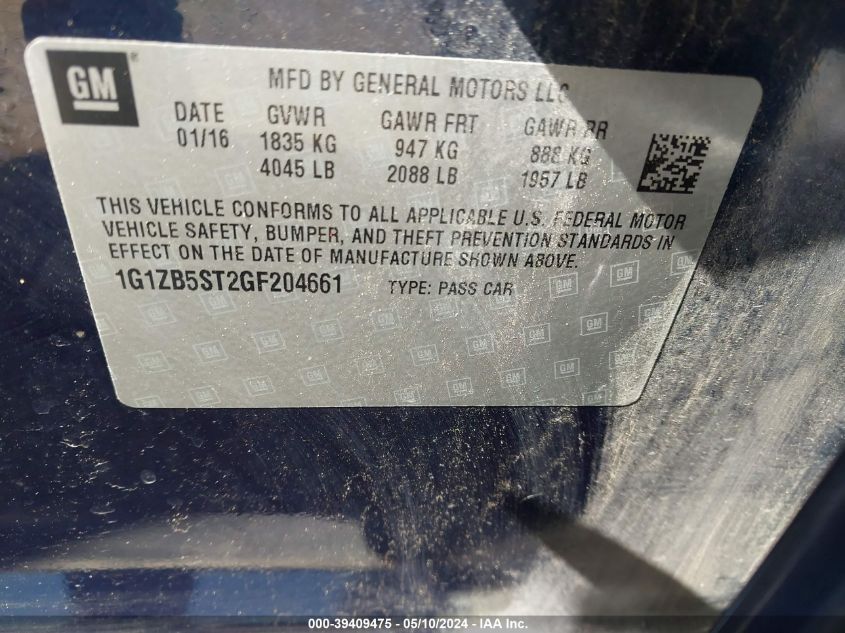 GM ®
MFD BY GENERAL MOTORS LLC
DATE GVWR GAWR FRT GAWR RR
01/16 1835 KG 947 KG 888 KG
4045 LB 2088 LB 1957 LB
THIS VEHICLE CONFORMS TO ALL APPLICABLE U.S. FEDERAL MOTOR
VEHICLE SAFETY, BUMPER, AND THEFT PREVENTION STANDARDS IN
EFFECT ON THE DATE OF MANUFACTURE SHOWN ABOVE.
1G1ZB5ST2GF204661 TYPE: PASS CAR
000-39409475 - 05/10/2024 - IAA Inc.